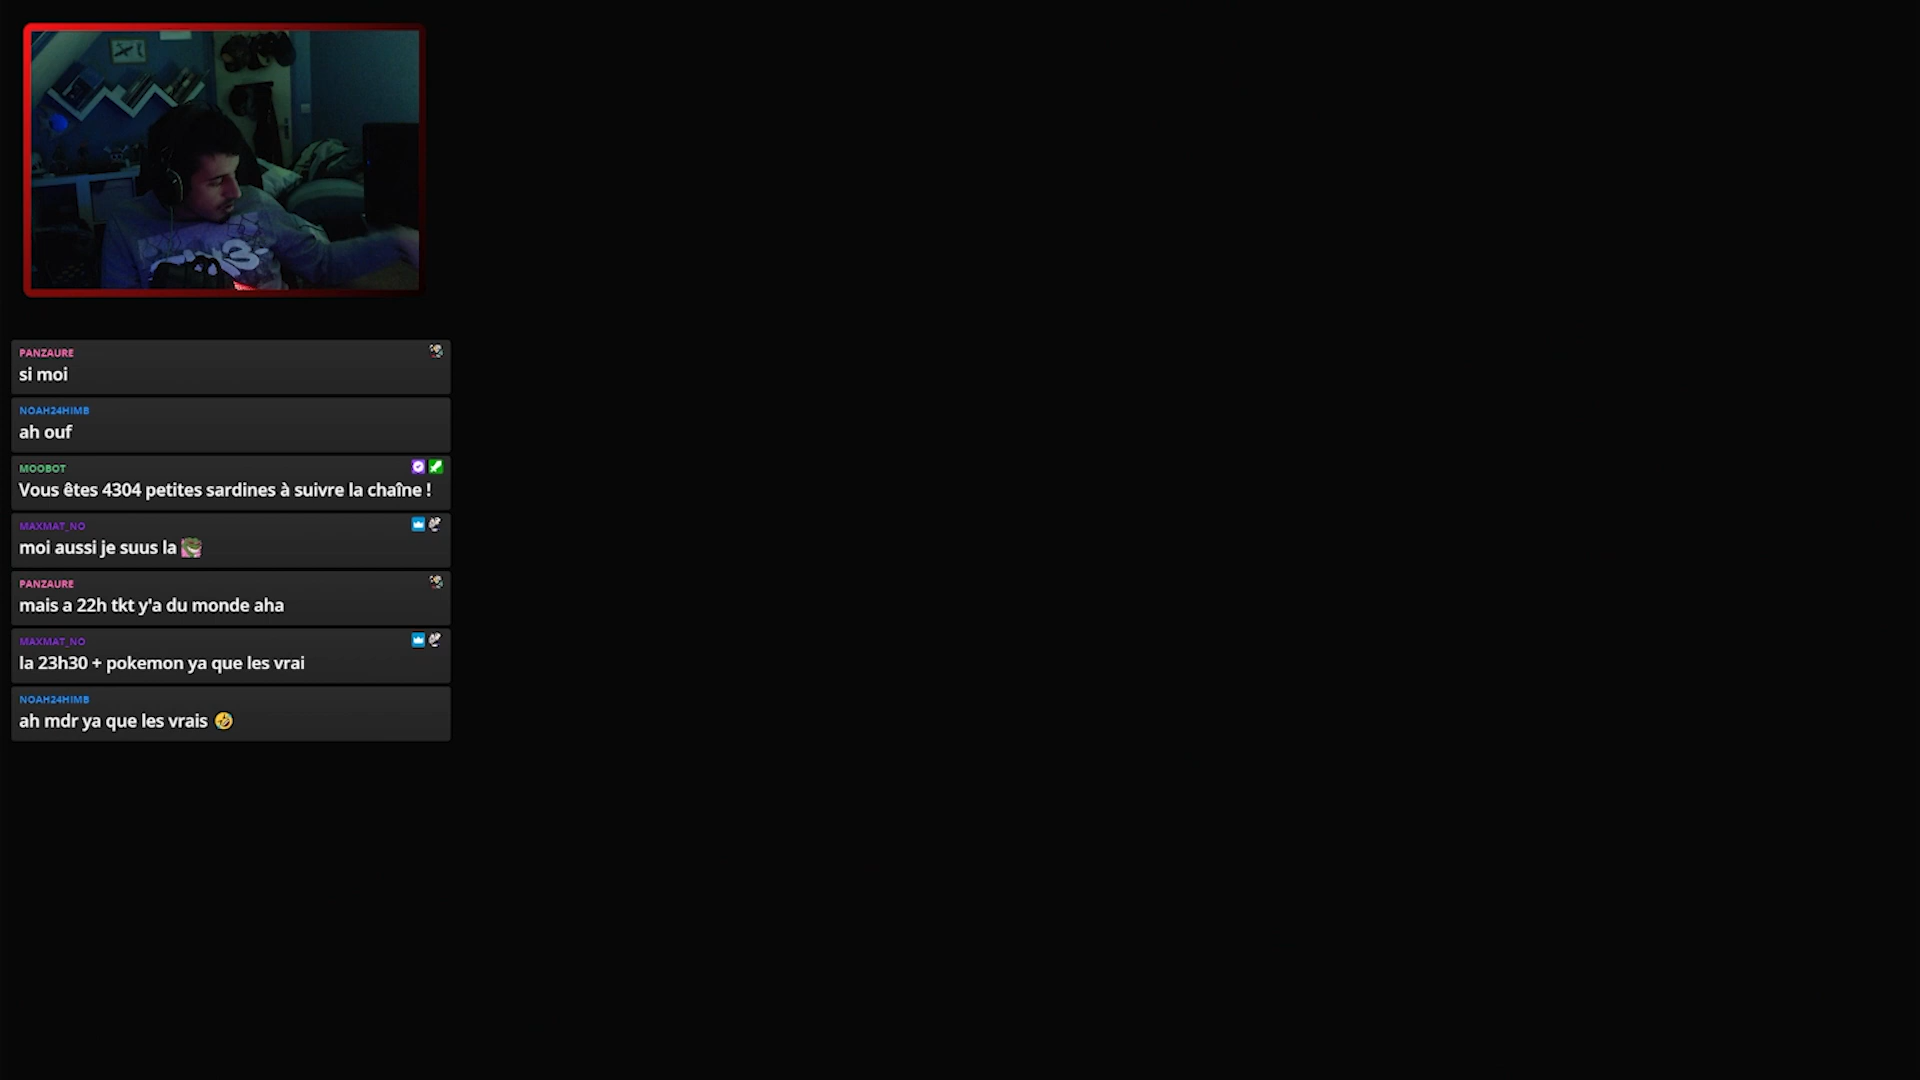 PANZAURE
si moi
NOAH24HIMB
ah ouf
MOOBOT
Vous êtes 4304 petites sardines à suivre la chaîne !
MAXMAT_NO
moi aussi je suus la
PANZAURE
mais a 22h tkt y'a du monde aha
MAXMAT_NO
la 23h30 + pokemon ya que les vrai
NOAH24HIMB
ah mdr ya que les vrais 🤣